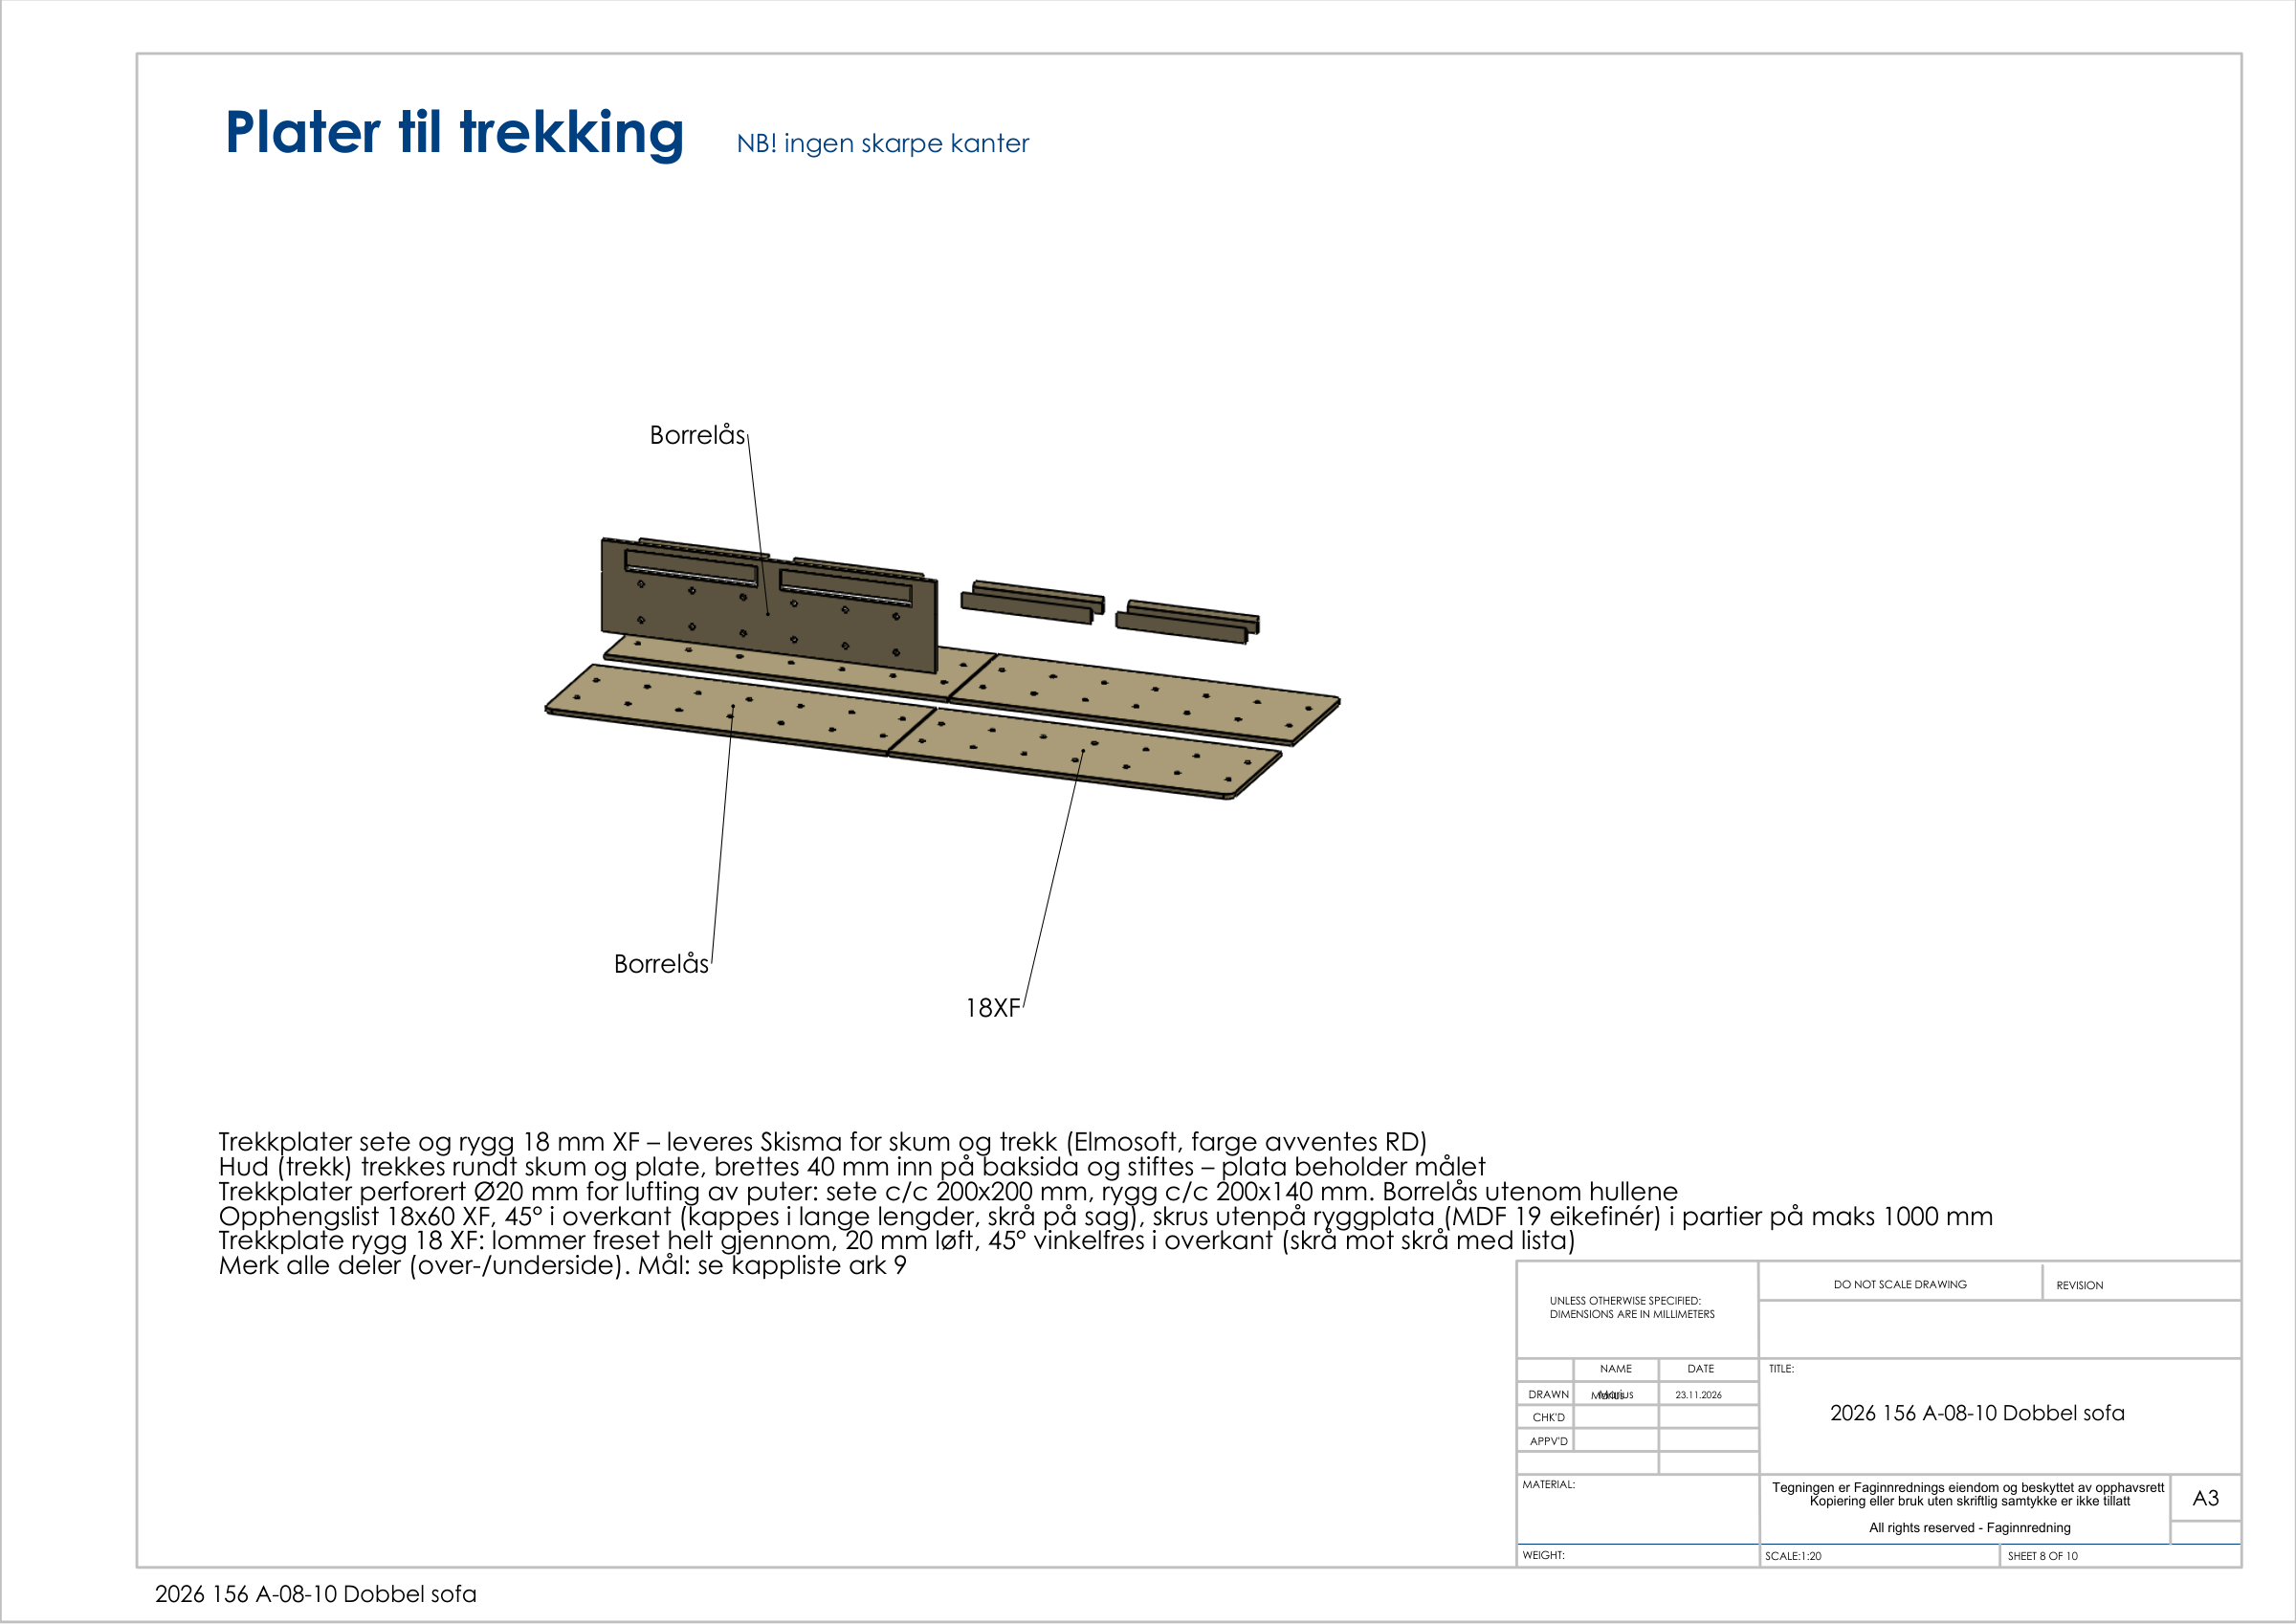 Plater til trekking NB! ingen skarpe kanter
Borrelås
Borrelås
18XF
Trekkplater sete og rygg 18 mm XF – leveres Skisma for skum og trekk (Elmosoft, farge avventes RD)
Hud (trekk) trekkes rundt skum og plate, brettes 40 mm inn på baksida og stiftes – plata beholder målet
Trekkplater perforert Ø20 mm for lufting av puter: sete c/c 200x200 mm, rygg c/c 200x140 mm. Borrelås utenom hullene
Opphengslist 18x60 XF, 45° i overkant (kappes i lange lengder, skrå på sag), skrus utenpå ryggplata (MDF 19 eikefinér) i partier på maks 1000 mm
Trekkplate rygg 18 XF: lommer freset helt gjennom, 20 mm løft, 45° vinkelfres i overkant (skrå mot skrå med lista)
Merk alle deler (over-/underside). Mål: se kappliste ark 9
UNLESS OTHERWISE SPECIFIED:
DIMENSIONS ARE IN MILLIMETERS
DO NOT SCALE DRAWING
REVISION
NAME DATE
DRAWN Marius 23.11.2026
CHK'D
APPV'D
TITLE:
2026 156 A-08-10 Dobbel sofa
MATERIAL:
Tegningen er Faginnrednings eiendom og beskyttet av opphavsrett
Kopiering eller bruk uten skriftlig samtykke er ikke tillatt
All rights reserved - Faginnredning
A3
WEIGHT:
SCALE:1:20
SHEET 8 OF 10
2026 156 A-08-10 Dobbel sofa